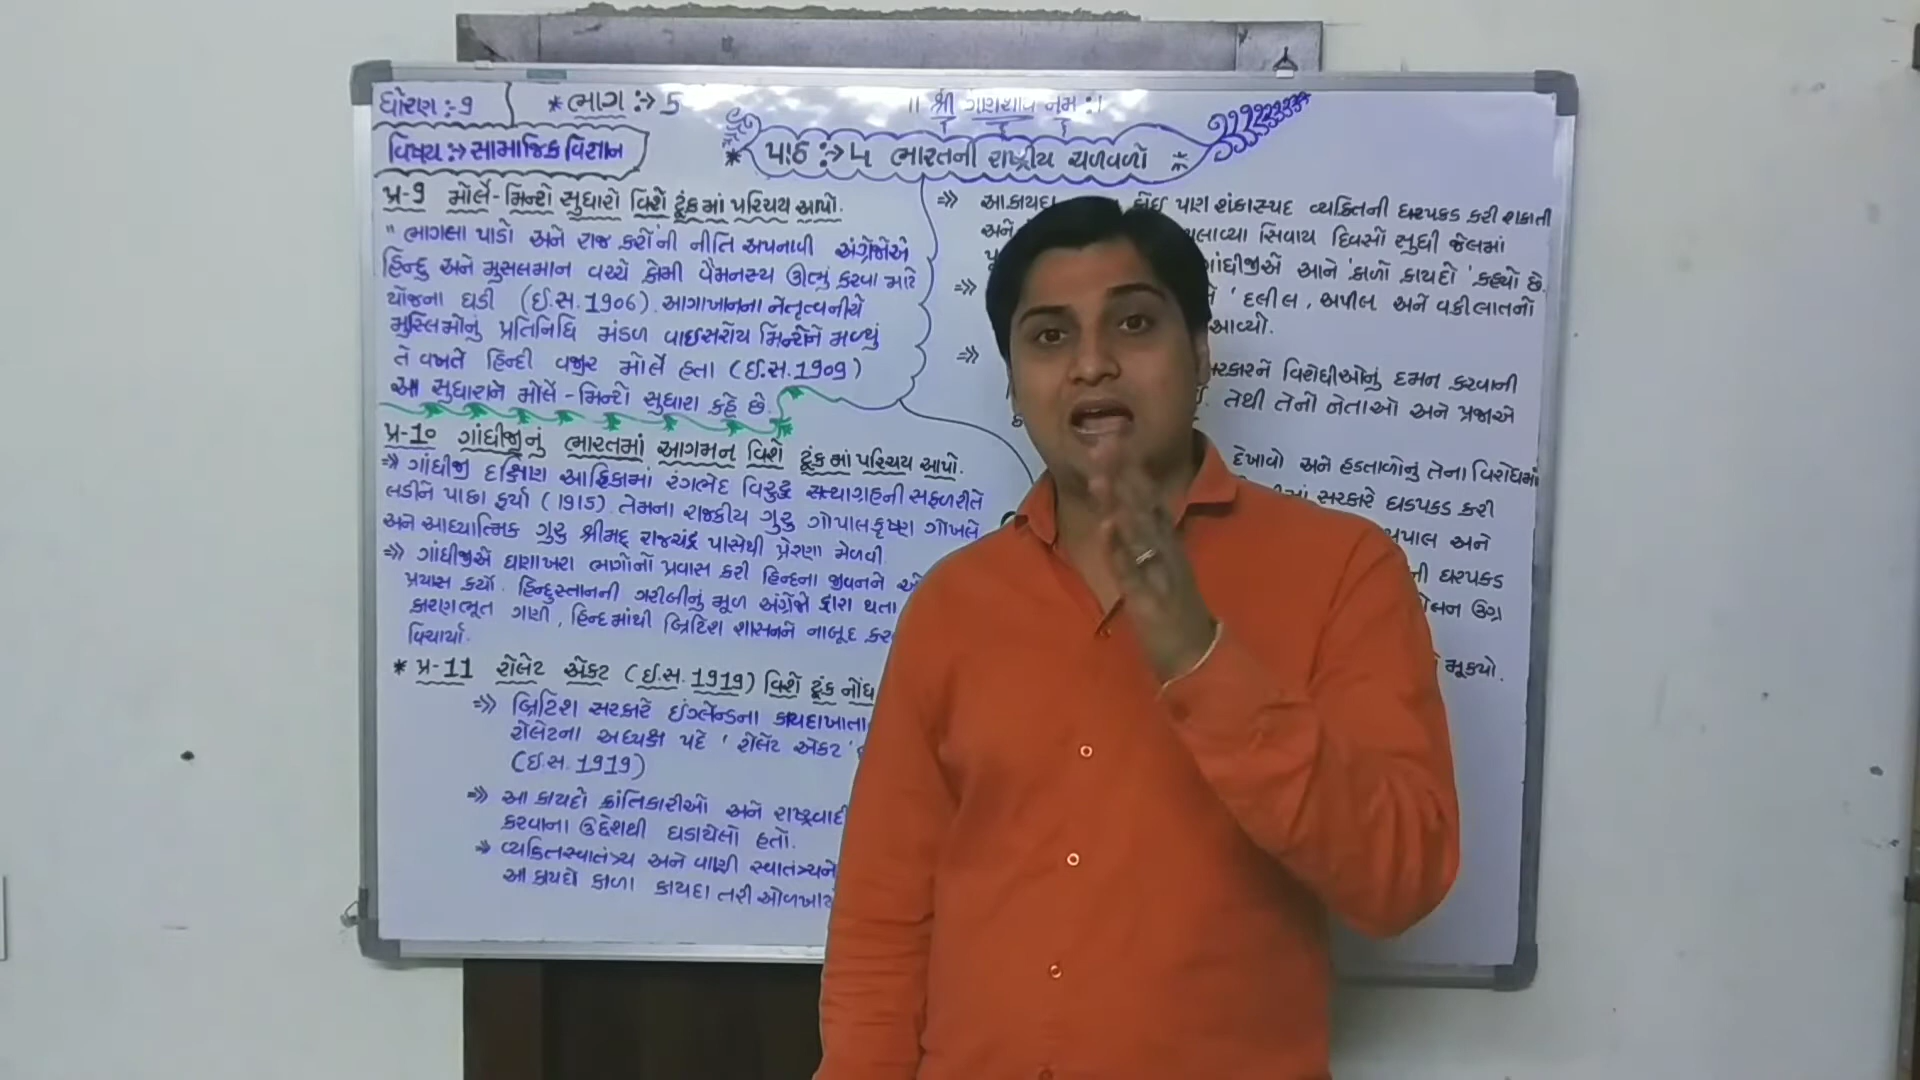 ધોરણ :- 9
* ભાગ :→ 5
|| શ્રી ગણેશાય નમ : |
વિષય :→ સામાજિક વિજ્ઞાન
* પાઠ :→ 4 ભારતની રાષ્ટ્રીય ચળવળો *
પ્ર-9 મોર્લે-મિન્ટો સુધારો વિશે ટૂંકમાં પરિચય આપો.
" ભાગલા પાડો અને રાજ કરો'ની નીતિ અપનાવી અંગ્રેજોએ
હિન્દુ અને મુસલમાન વચ્ચે કોમી વૈમનસ્ય ઊભું કરવા માટે
યોજના ઘડી (ઈ.સ. 1906). આગાખાનના નેતૃત્વનીચે
મુસ્લિમોનું પ્રતિનિધિ મંડળ વાઇસરોય મિન્ટોને મળ્યું
તે વખતે હિન્દી વજીર મોર્લે હતા (ઈ.સ. 1909)
આ સુધારાને મોર્લે - મિન્ટો સુધારા કહે છે.
પ્ર-10 ગાંધીજીનું ભારતમાં આગમન વિશે ટૂંકમાં પરિચય આપો.
⇒ ગાંધીજી દક્ષિણ આફ્રિકામાં રંગભેદ વિરુદ્ધ સત્યાગ્રહની સફળરીતે
લડીને પાછા ફર્યા (1915). તેમના રાજકીય ગુરુ ગોપાલકૃષ્ણ ગોખલે
અને આધ્યાત્મિક ગુરુ શ્રીમદ્ રાજચંદ્ર પાસેથી પ્રેરણા મેળવી.
⇒ ગાંધીજીએ ઘણાખરા ભાગોનો પ્રવાસ કરી હિન્દના જીવનને
પ્રયાસ કર્યો. હિન્દુસ્તાનની ગરીબીનું મૂળ અંગ્રેજો દ્વારા થતા
કારણભૂત ગણી, હિન્દમાંથી બ્રિટિશ શાસનને નાબૂદ
વિચાર્યા.
* પ્ર-11 રોલેટ એક્ટ (ઈ.સ. 1919) વિશે ટૂંક નોંધ
⇒ બ્રિટિશ સરકારે ઇંગ્લેન્ડના કાયદાખાતા
રોલેટના અધ્યક્ષ પદે ' રોલેટ એક્ટ '
(ઈ.સ. 1919)
⇒ આ કાયદો ક્રાંતિકારીઓ અને રાષ્ટ્રવાદી
કરવાના ઉદ્દેશથી ઘડાયેલો હતો.
⇒ વ્યકિતસ્વાતંત્ર્ય અને વાણી સ્વાતંત્ર્યને
આ કાયદો કાળા કાયદા તરી ઓળખાય
⇒ આ કાયદા કોઈ પણ શંકાસ્પદ વ્યક્તિની ધરપકડ કરી શકાતી
અને ચલાવ્યા સિવાય દિવસો સુધી જેલમાં
ગાંધીજીએ આને 'કાળો કાયદો' કહ્યો છે.
⇒ ' દલીલ, અપીલ અને વકીલાતનો
આવ્યો.
⇒ સરકારને વિરોધીઓનું દમન કરવાની
તેથી તેનો નેતાઓ અને પ્રજાએ
દેખાવો અને હડતાળોનું તેના વિરોધમાં
સરકારે ધડપકડ કરી
અને
ની ધરપકડ
ઉગ્ર
મૂક્યો.